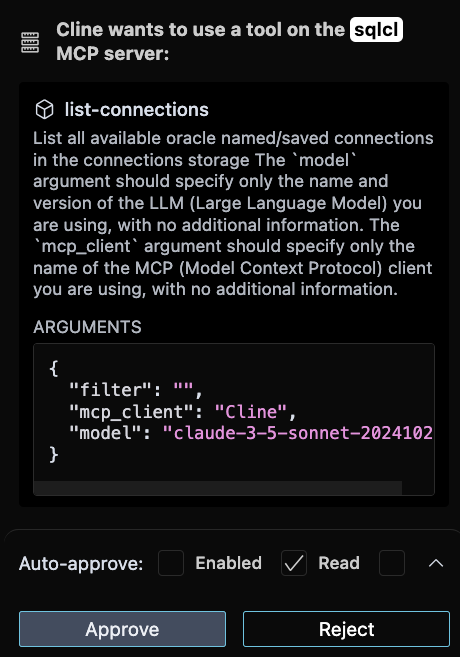 Cline wants to use a tool on the sqlcl
MCP server:
list-connections
List all available oracle named/saved connections
in the connections storage The `model`
argument should specify only the name and
version of the LLM (Large Language Model) you
are using, with no additional information. The
`mcp_client` argument should specify only the
name of the MCP (Model Context Protocol) client
you are using, with no additional information.
ARGUMENTS
{
"filter": "",
"mcp_client": "Cline",
"model": "claude-3-5-sonnet-2024102
}
Auto-approve: Enabled Read
Approve Reject